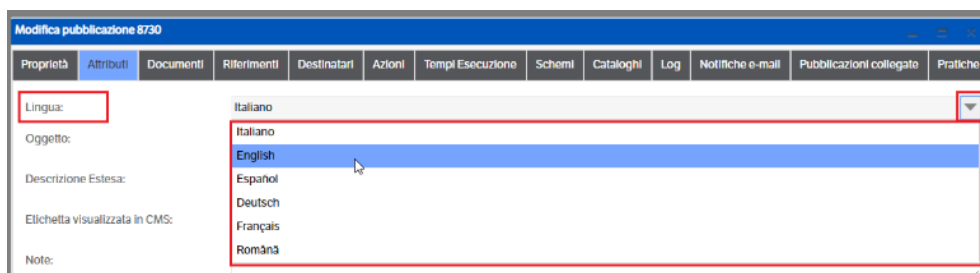 Modifica pubblicazione 8730
Proprietà Attributi Documenti Riferimenti Destinatari Azioni Tempi Esecuzione Schemi Cataloghi Log Notifiche e-mail Pubblicazioni collegate Pratiche
Lingua: Italiano
Italiano
Oggetto:
English
Descrizione Estesa: Español
Deutsch
Etichetta visualizzata in CMS:
Français
Română
Note: